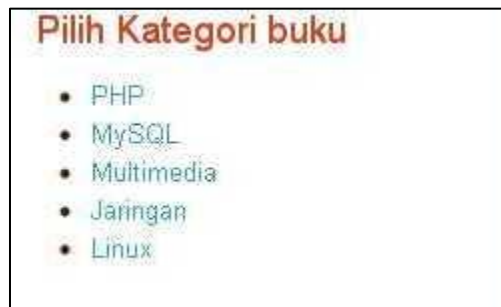 Pilih Kategori buku
PHP
MySQL
Multimedia
Jaringan
Linux